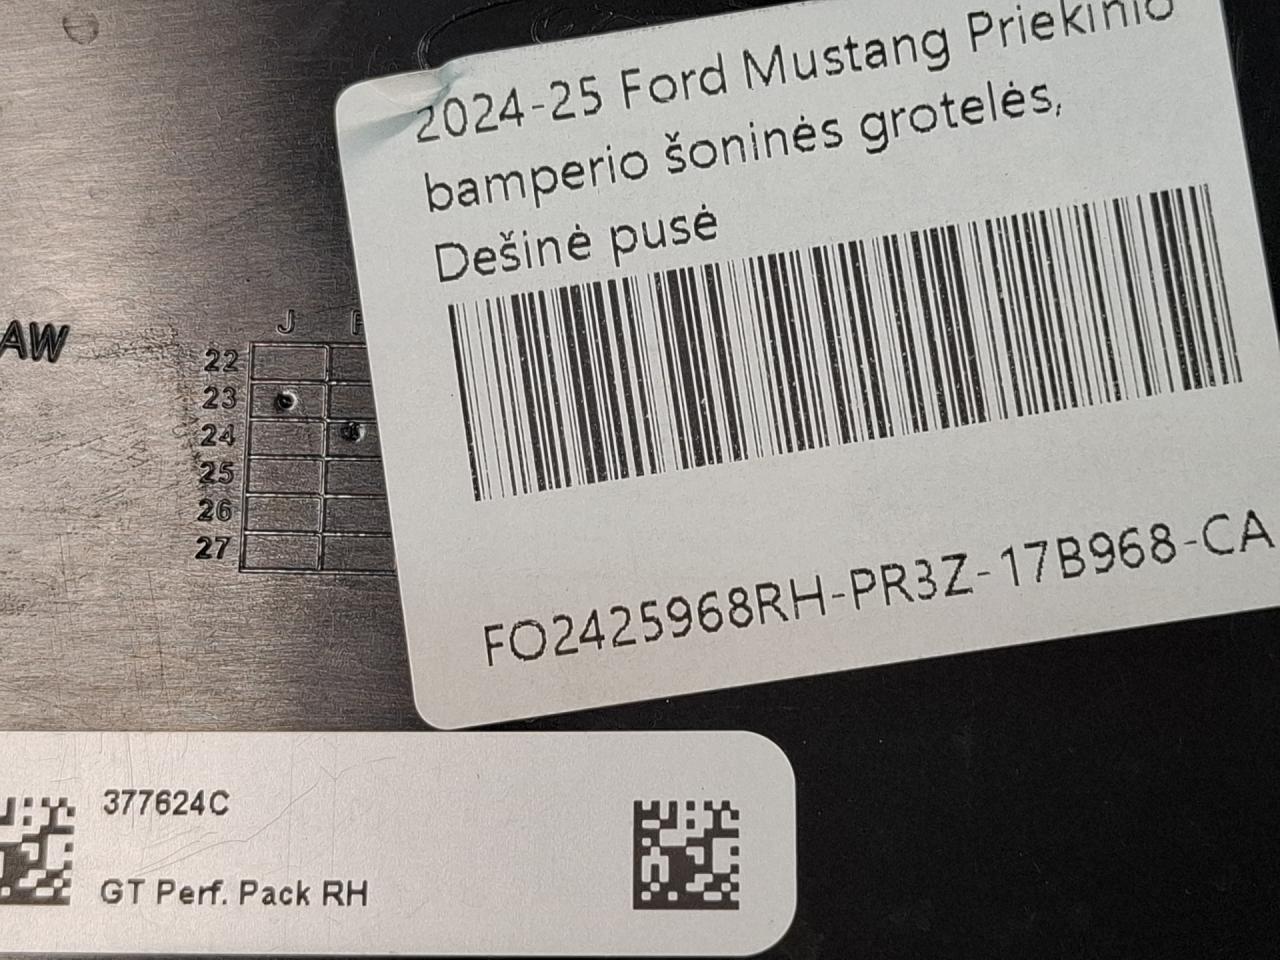 2024-25 Ford Mustang Priekinio
bamperio šoninės grotelės,
Dešinė pusė
FO2425968RH-PR3Z-17B968-CA
AW
J F
22
23
24
25
26
27
377624C
GT Perf. Pack RH